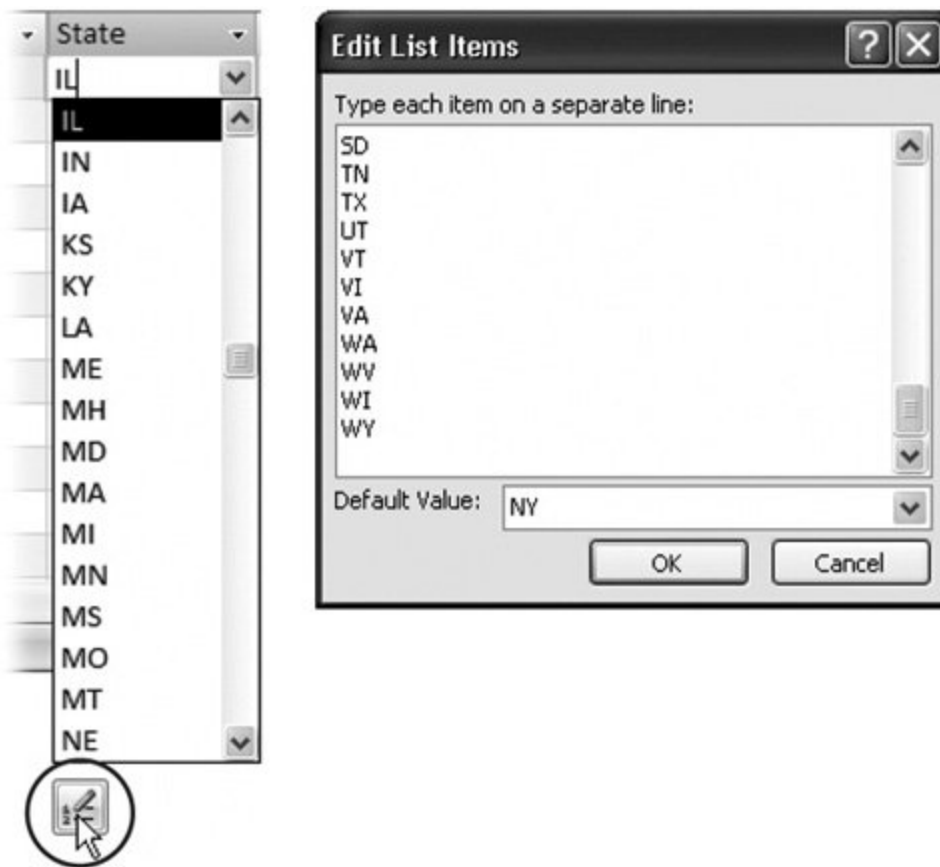 State
IL
IL
IN
IA
KS
KY
LA
ME
MH
MD
MA
MI
MN
MS
MO
MT
NE
Edit List Items
Type each item on a separate line:
SD
TN
TX
UT
VT
VI
VA
WA
WV
WI
WY
Default Value: NY
OK Cancel